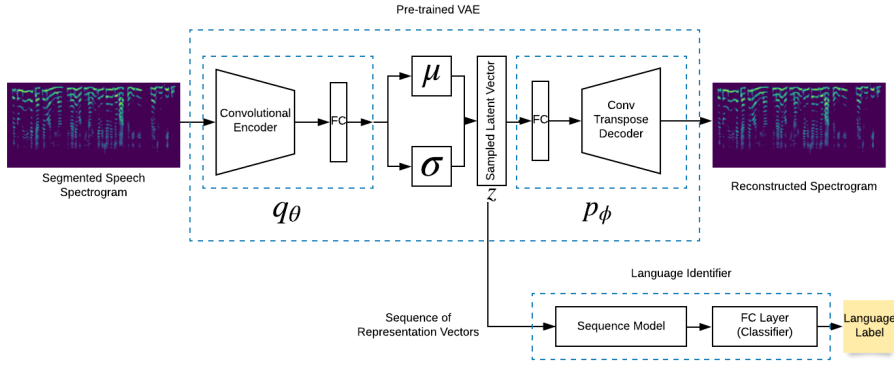 Pre-trained VAE
Convolutional
Encoder
FC
μ
σ
Sampled Latent Vector
z
FC
Conv
Transpose
Decoder
Segmented Speech
Spectrogram
qθ
pϕ
Reconstructed Spectrogram
Language Identifier
Sequence of
Representation Vectors
Sequence Model
FC Layer
(Classifier)
Language
Label